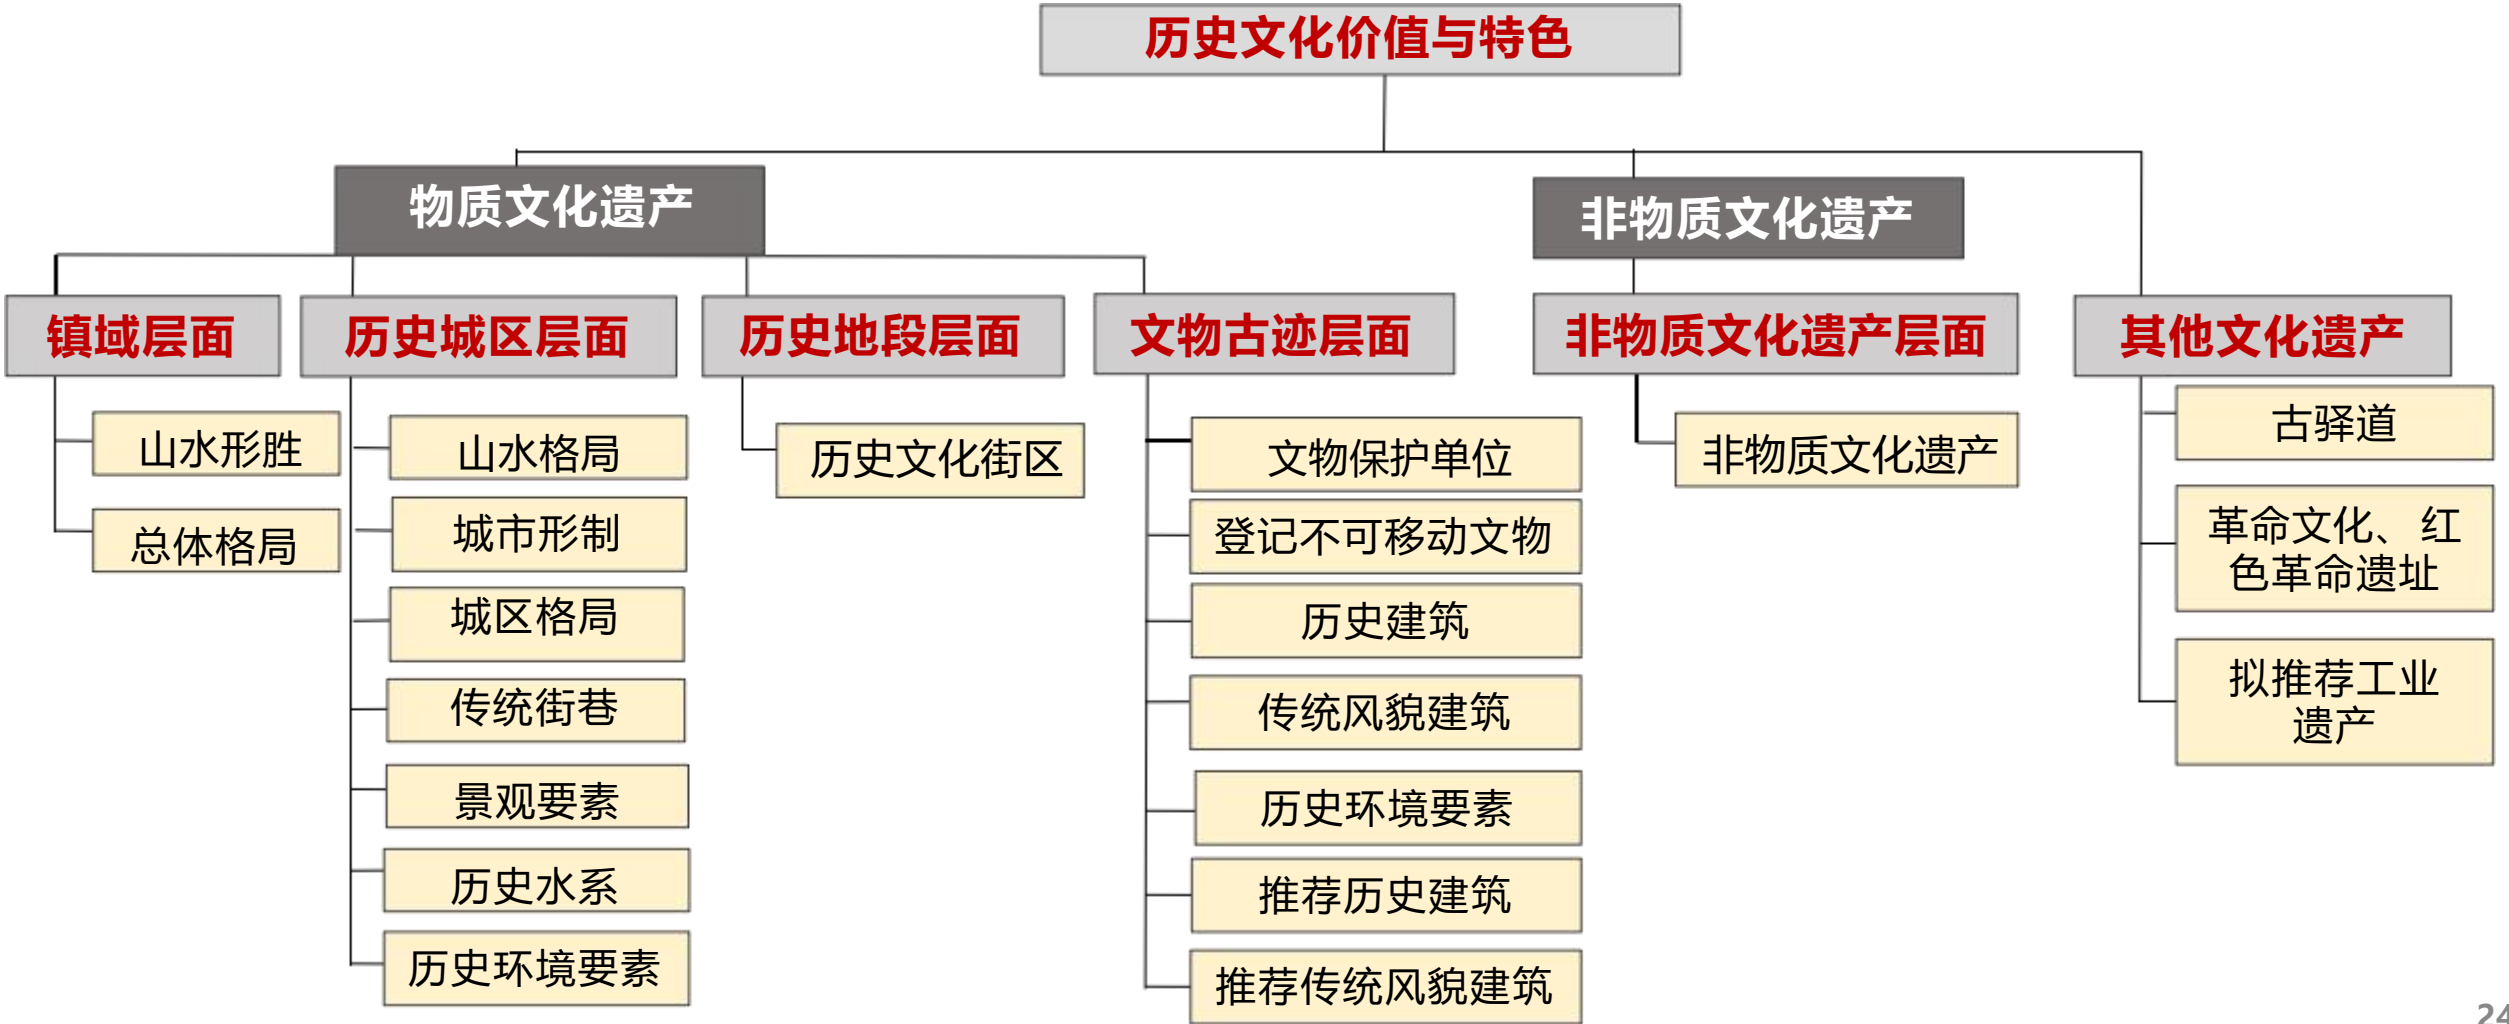 历史文化价值与特色
物质文化遗产
非物质文化遗产
镇域层面
历史城区层面
历史地段层面
文物古迹层面
非物质文化遗产层面
其他文化遗产
山水形胜
总体格局
山水格局
城市形制
城区格局
传统街巷
景观要素
历史水系
历史环境要素
历史文化街区
文物保护单位
登记不可移动文物
历史建筑
传统风貌建筑
历史环境要素
推荐历史建筑
推荐传统风貌建筑
非物质文化遗产
古驿道
革命文化、红
色革命遗址
拟推荐工业
遗产
24